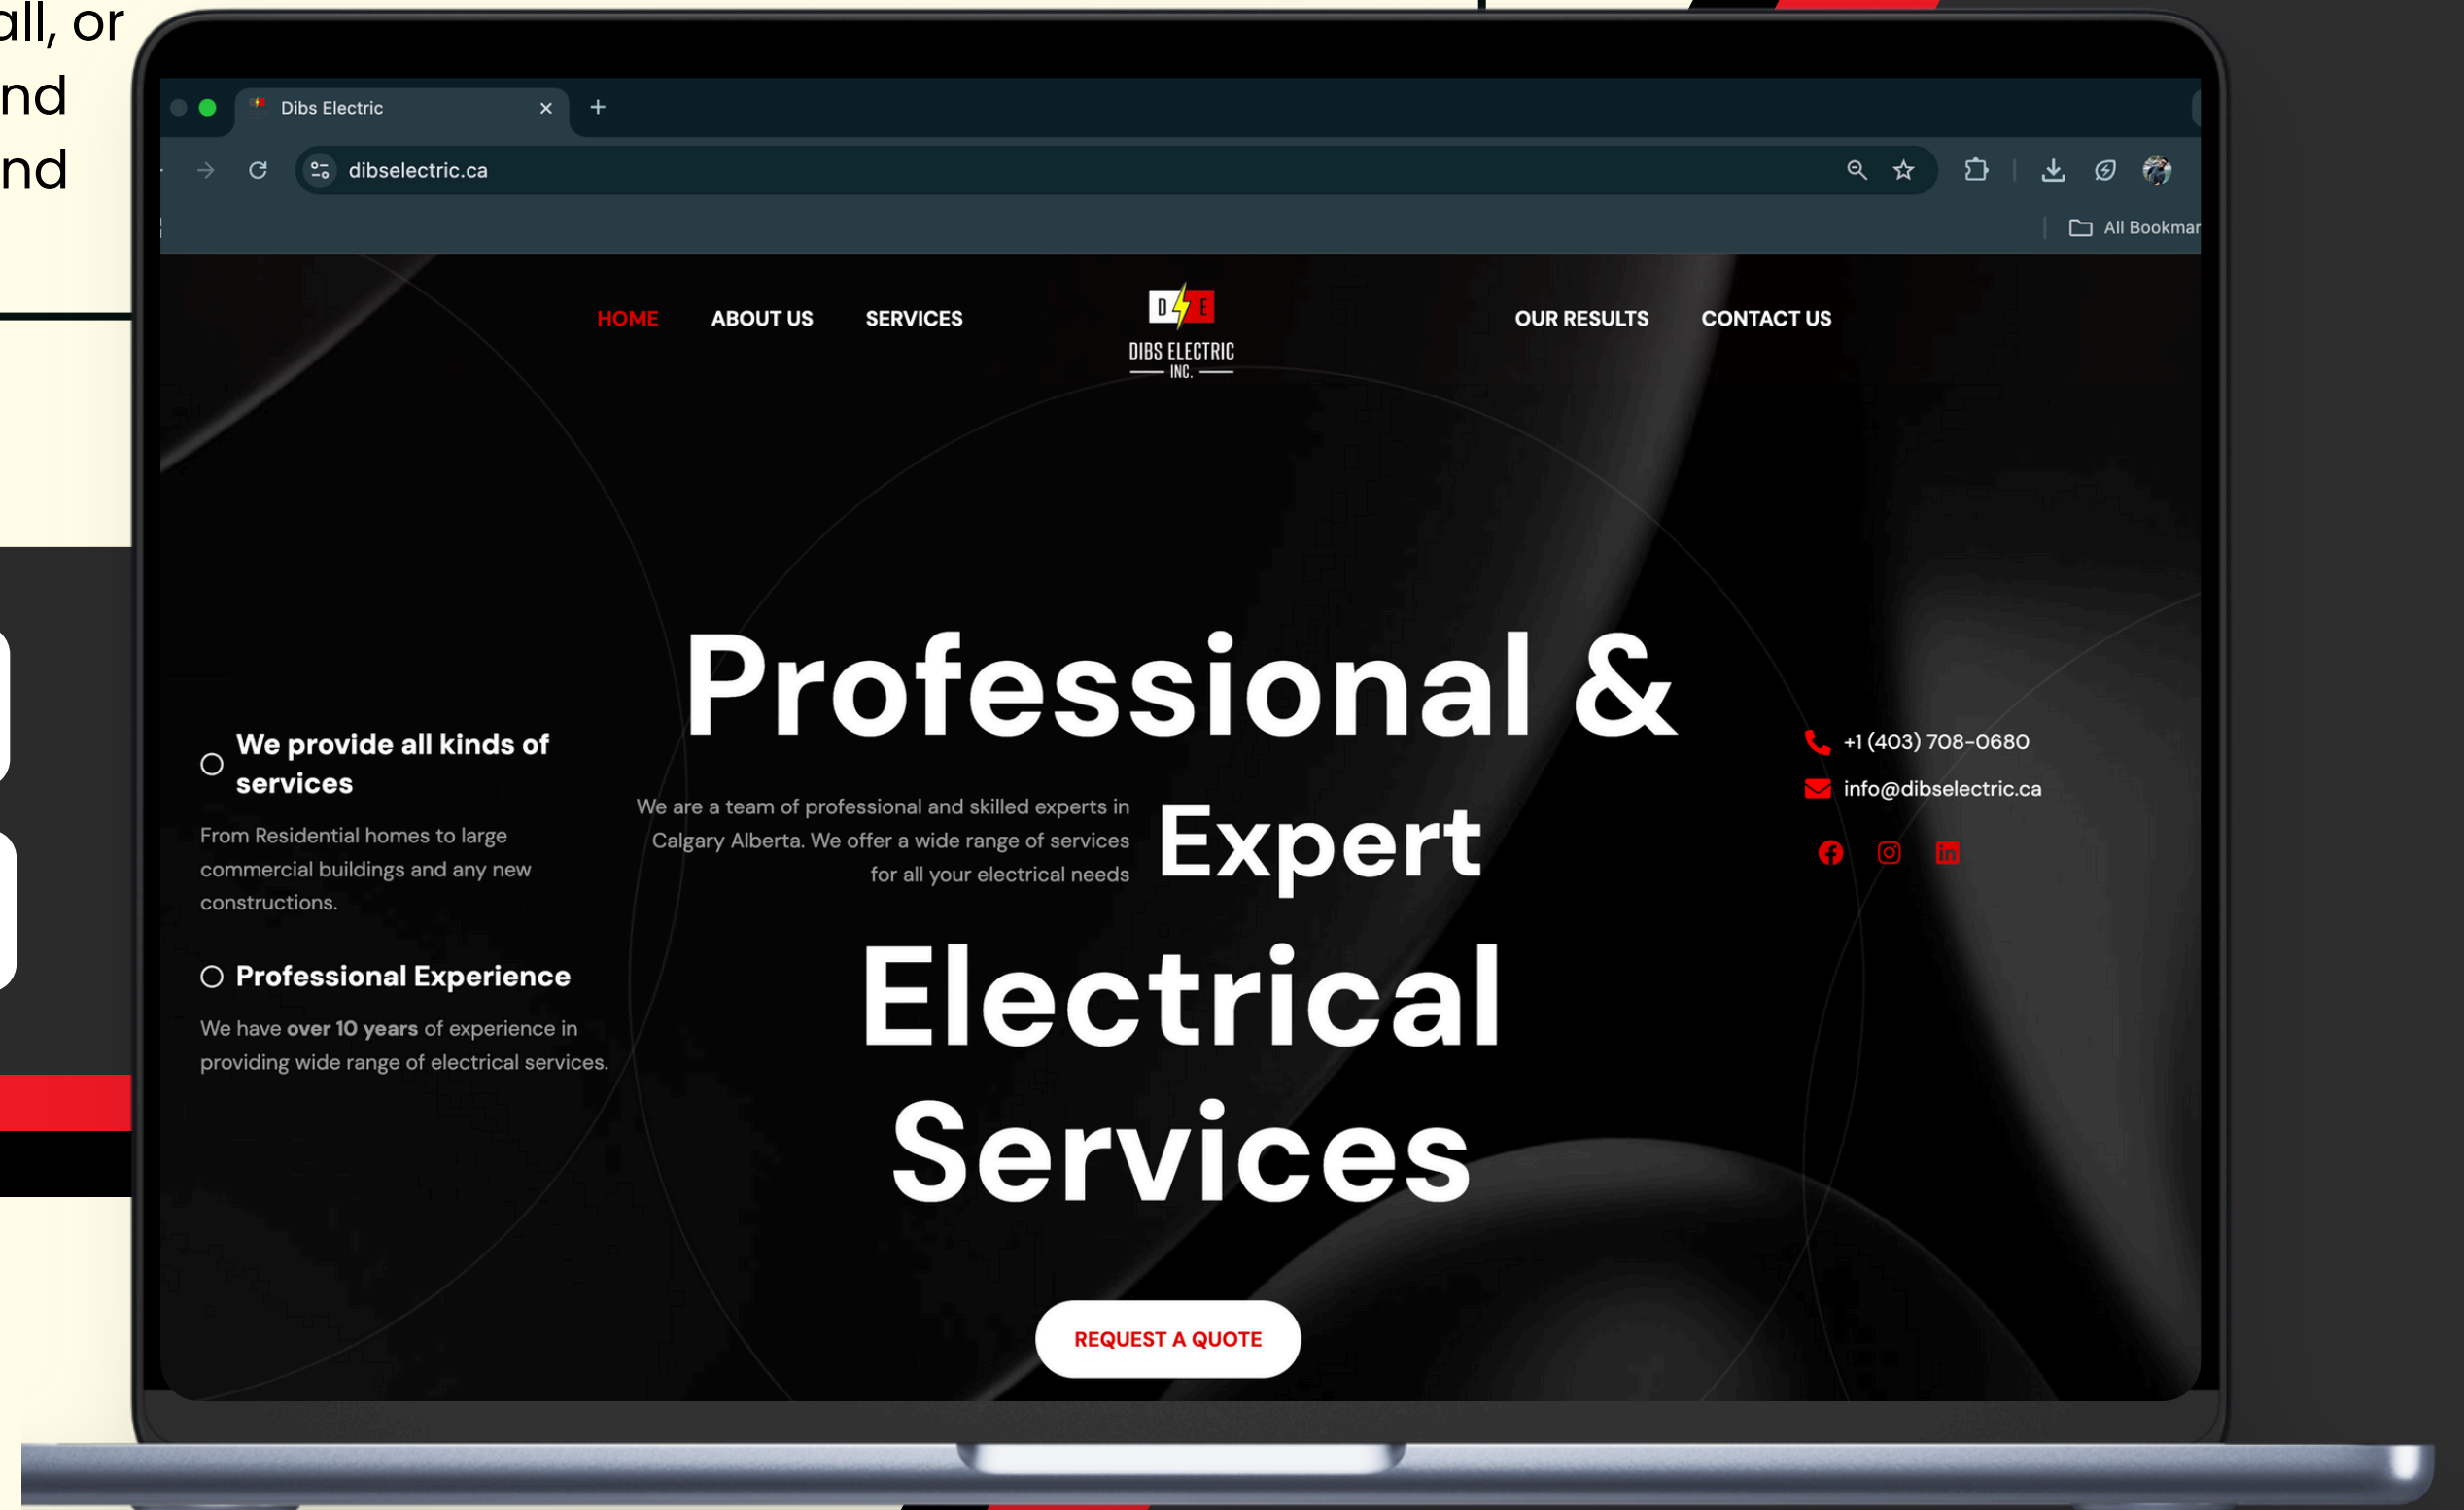 all, or
nd
nd
Dibs Electric
dibselectric.ca
All Bookmar
HOME
ABOUT US
SERVICES
D E
DIBS ELECTRIC
INC.
OUR RESULTS
CONTACT US
We provide all kinds of
services
From Residential homes to large
commercial buildings and any new
constructions.
Professional Experience
We have over 10 years of experience in
providing wide range of electrical services.
Professional &
We are a team of professional and skilled experts in
Calgary Alberta. We offer a wide range of services
for all your electrical needs
Expert
Electrical
Services
REQUEST A QUOTE
+1 (403) 708-0680
info@dibselectric.ca